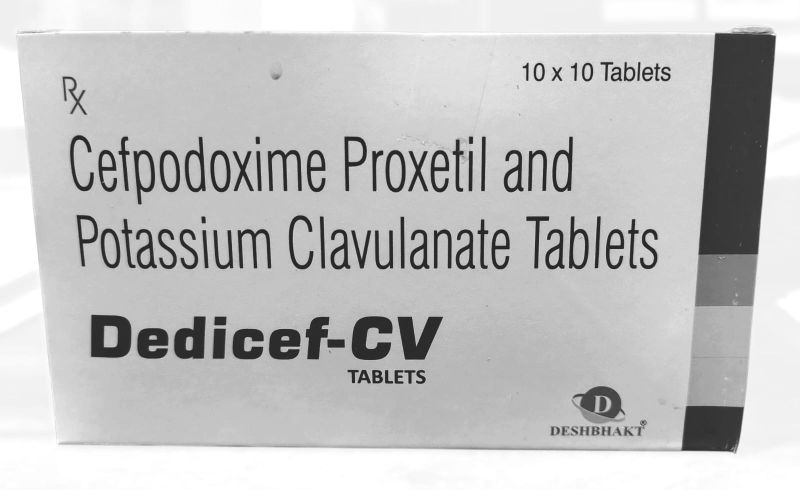 Rx
10 x 10 Tablets
Cefpodoxime Proxetil and
Potassium Clavulanate Tablets
Dedicef-CV
TABLETS
D
DESHBHAKT®